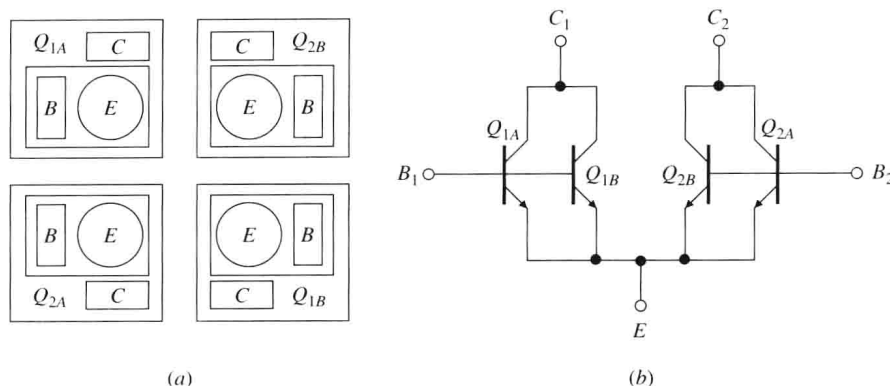 Q1A C
B E
Q2B
C
E B
B E
Q2A C
E B
C Q1B
(a)
C1 C2
Q1A Q2A
B1 Q1B Q2B B2
E
(b)